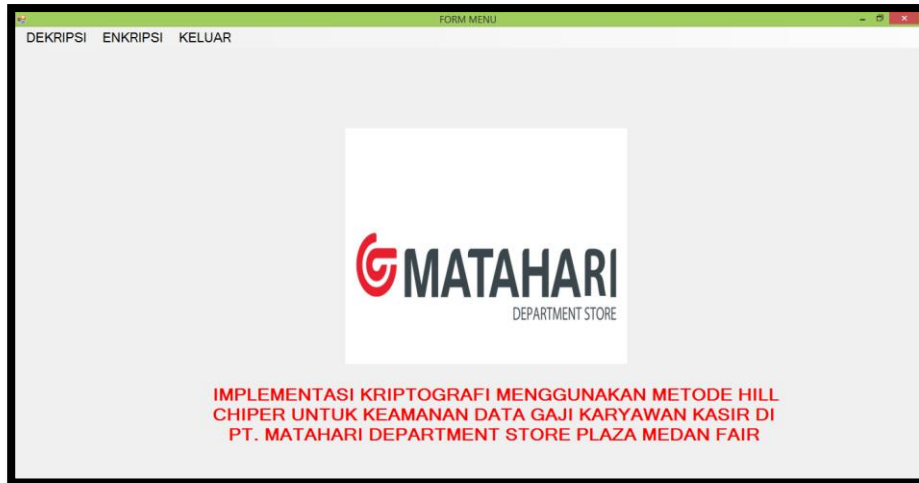 FORM MENU
DEKRIPSI ENKRIPSI KELUAR
MATAHARI
DEPARTMENT STORE
IMPLEMENTASI KRIPTOGRAFI MENGGUNAKAN METODE HILL
CHIPER UNTUK KEAMANAN DATA GAJI KARYAWAN KASIR DI
PT. MATAHARI DEPARTMENT STORE PLAZA MEDAN FAIR